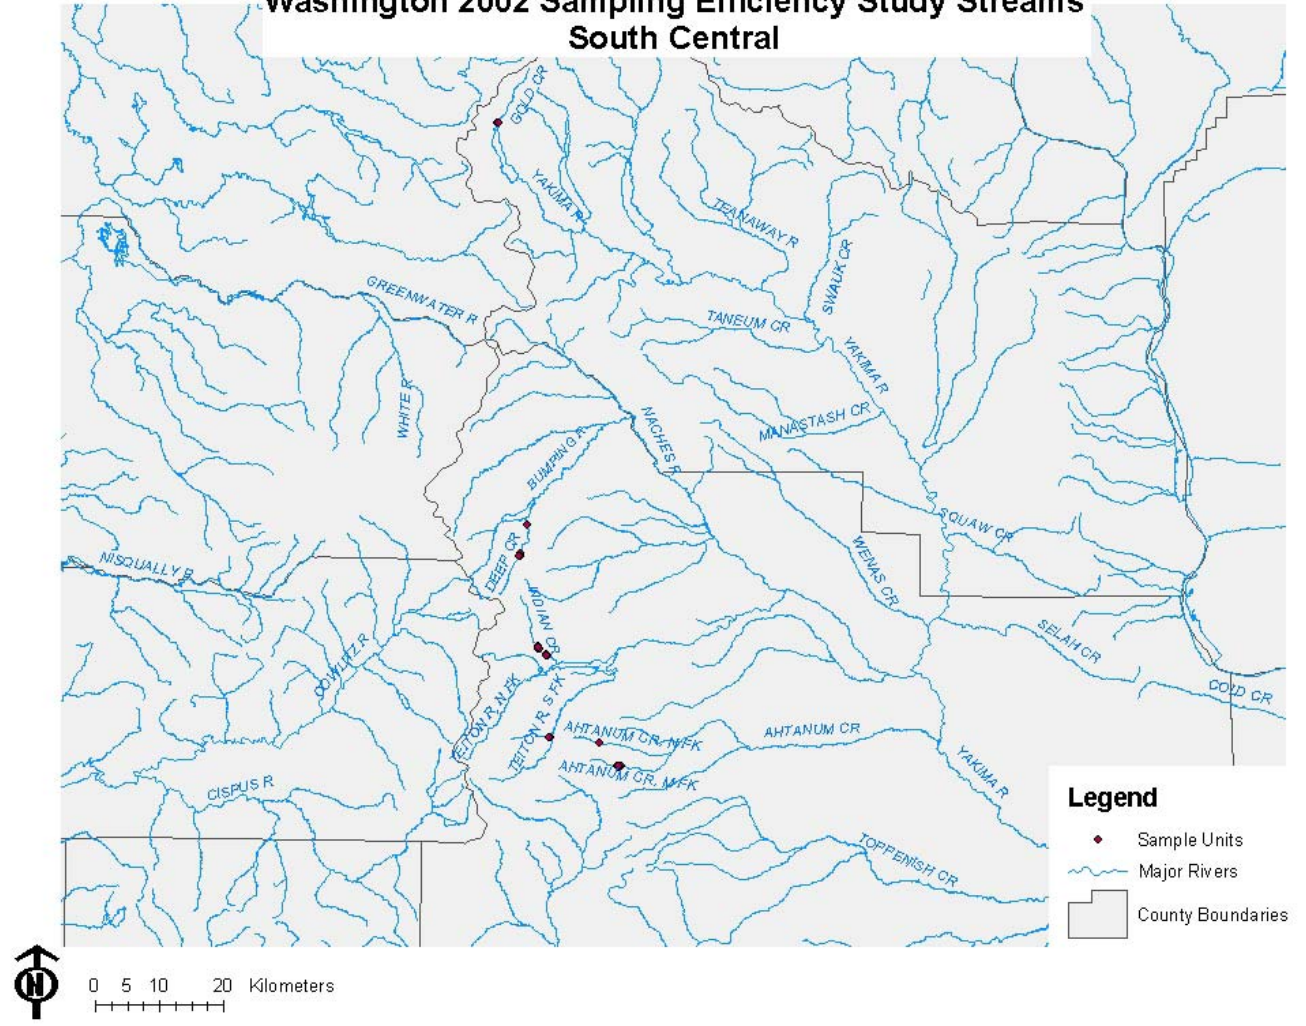 Washington 2002 Sampling Efficiency Study Streams
South Central
GOLD CR
YAKIMA R
TEANAWAY R
SWAUK CR
GREENWATER R
TANEUM CR
YAKIMA R
WHITE R
NACHES R
MANASTASH CR
BUMPING R
SQUAW CR
DEEP CR
NISQUALLY R
WENAS CR
INDIAN CR
SELAH CR
COWLITZ R
COLD CR
TEITON R, N FK
TEITON R, S FK
AHTANUM CR, N FK
AHTANUM CR
AHTANUM CR, M FK
YAKIMA R
CISPUS R
TOPPENISH CR
Legend
Sample Units
Major Rivers
County Boundaries
N
0 5 10 20 Kilometers